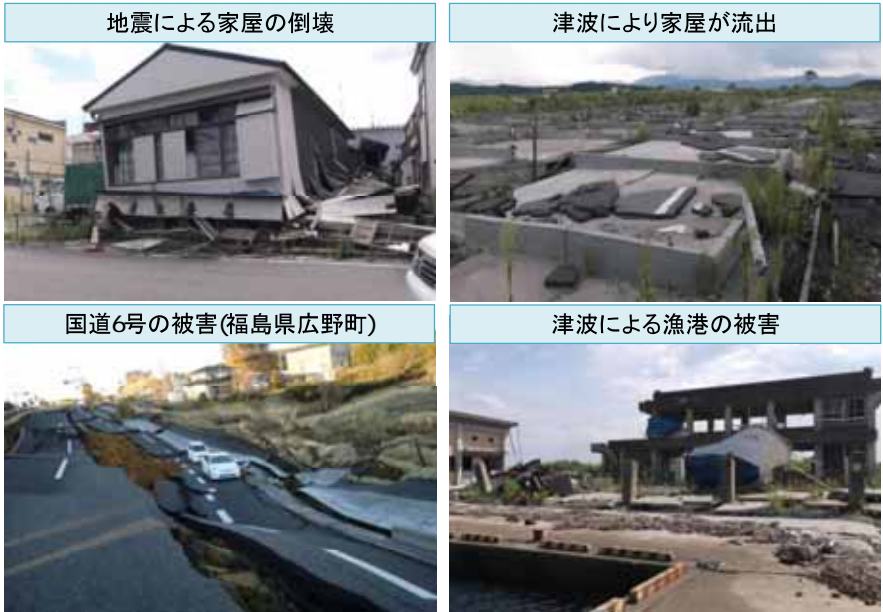 地震による家屋の倒壊
津波により家屋が流出
国道6号の被害(福島県広野町)
津波による漁港の被害